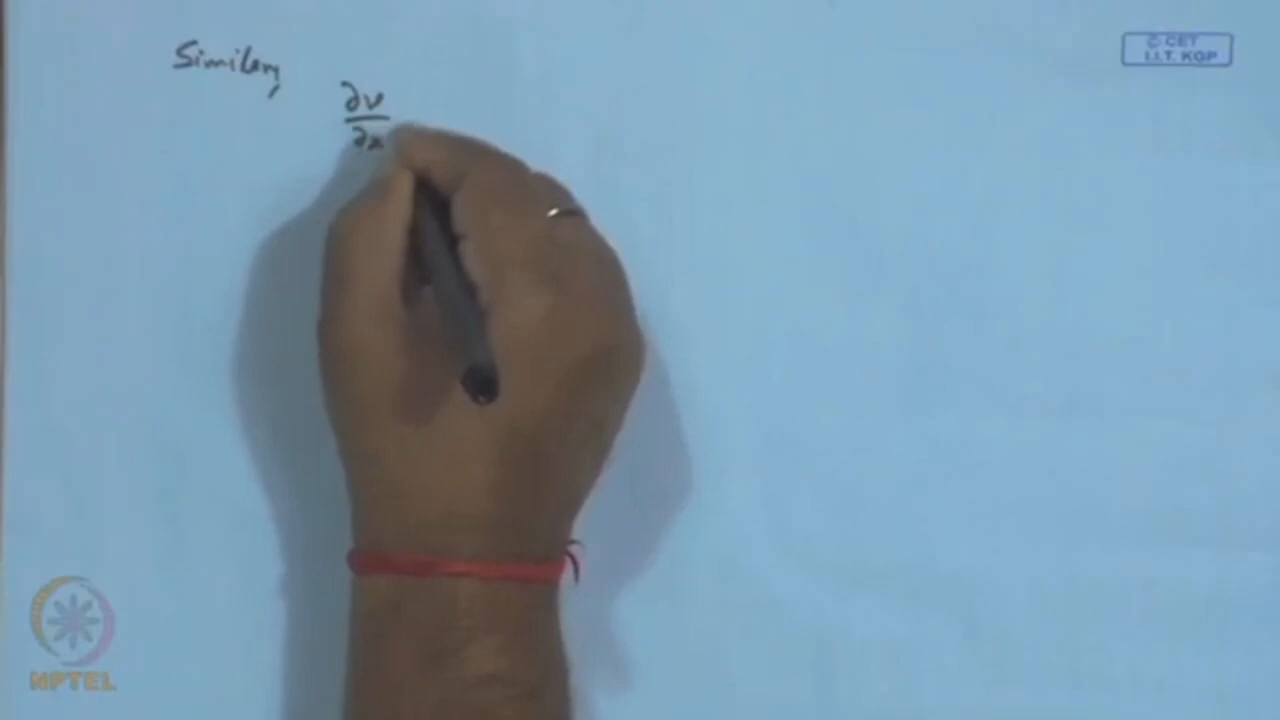 Similarly,
∂v
∂x
© CET
I.I.T. KGP
NPTEL